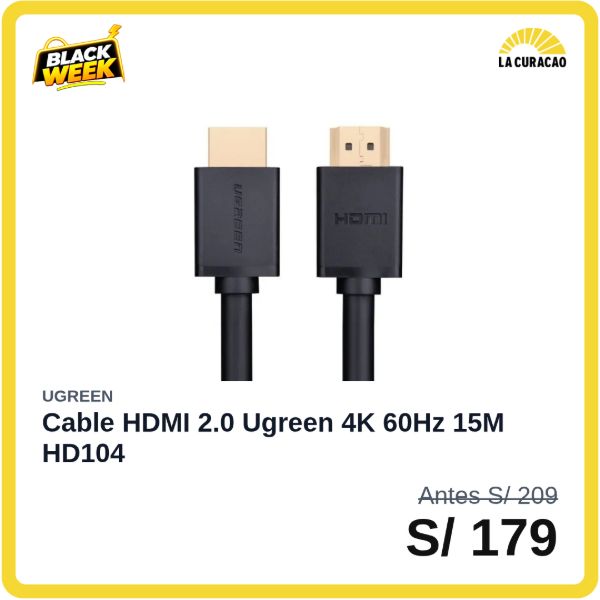 BLACK
WEEK
LA CURACAO
UGREEN
HDMI
UGREEN
Cable HDMI 2.0 Ugreen 4K 60Hz 15M
HD104
Antes S/ 209
S/ 179